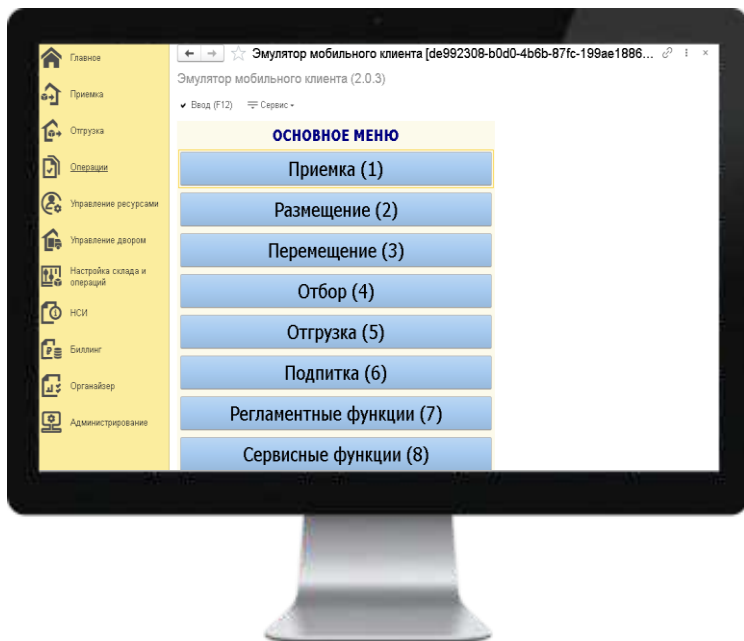 Главное
Приемка
Отгрузка
Операции
Управление ресурсами
Управление двором
Настройка склада и
операций
НСИ
Биллинг
Органайзер
Администрирование
Эмулятор мобильного клиента [de992308-b0d0-4b6b-87fc-199ae1886...
Эмулятор мобильного клиента (2.0.3)
Ввод (F12) Сервис
ОСНОВНОЕ МЕНЮ
Приемка (1)
Размещение (2)
Перемещение (3)
Отбор (4)
Отгрузка (5)
Подпитка (6)
Регламентные функции (7)
Сервисные функции (8)